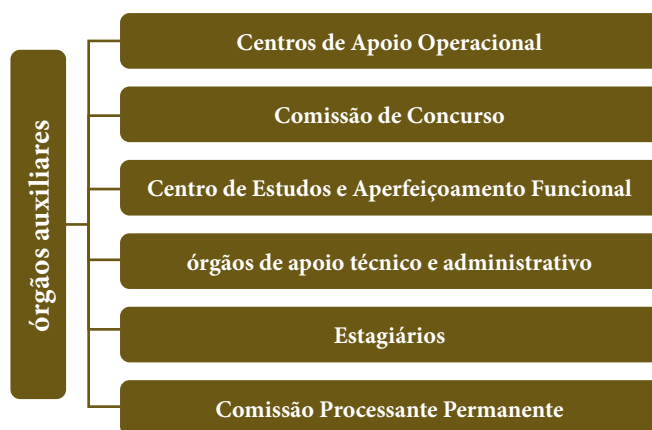 órgãos auxiliares
Centros de Apoio Operacional
Comissão de Concurso
Centro de Estudos e Aperfeiçoamento Funcional
órgãos de apoio técnico e administrativo
Estagiários
Comissão Processante Permanente